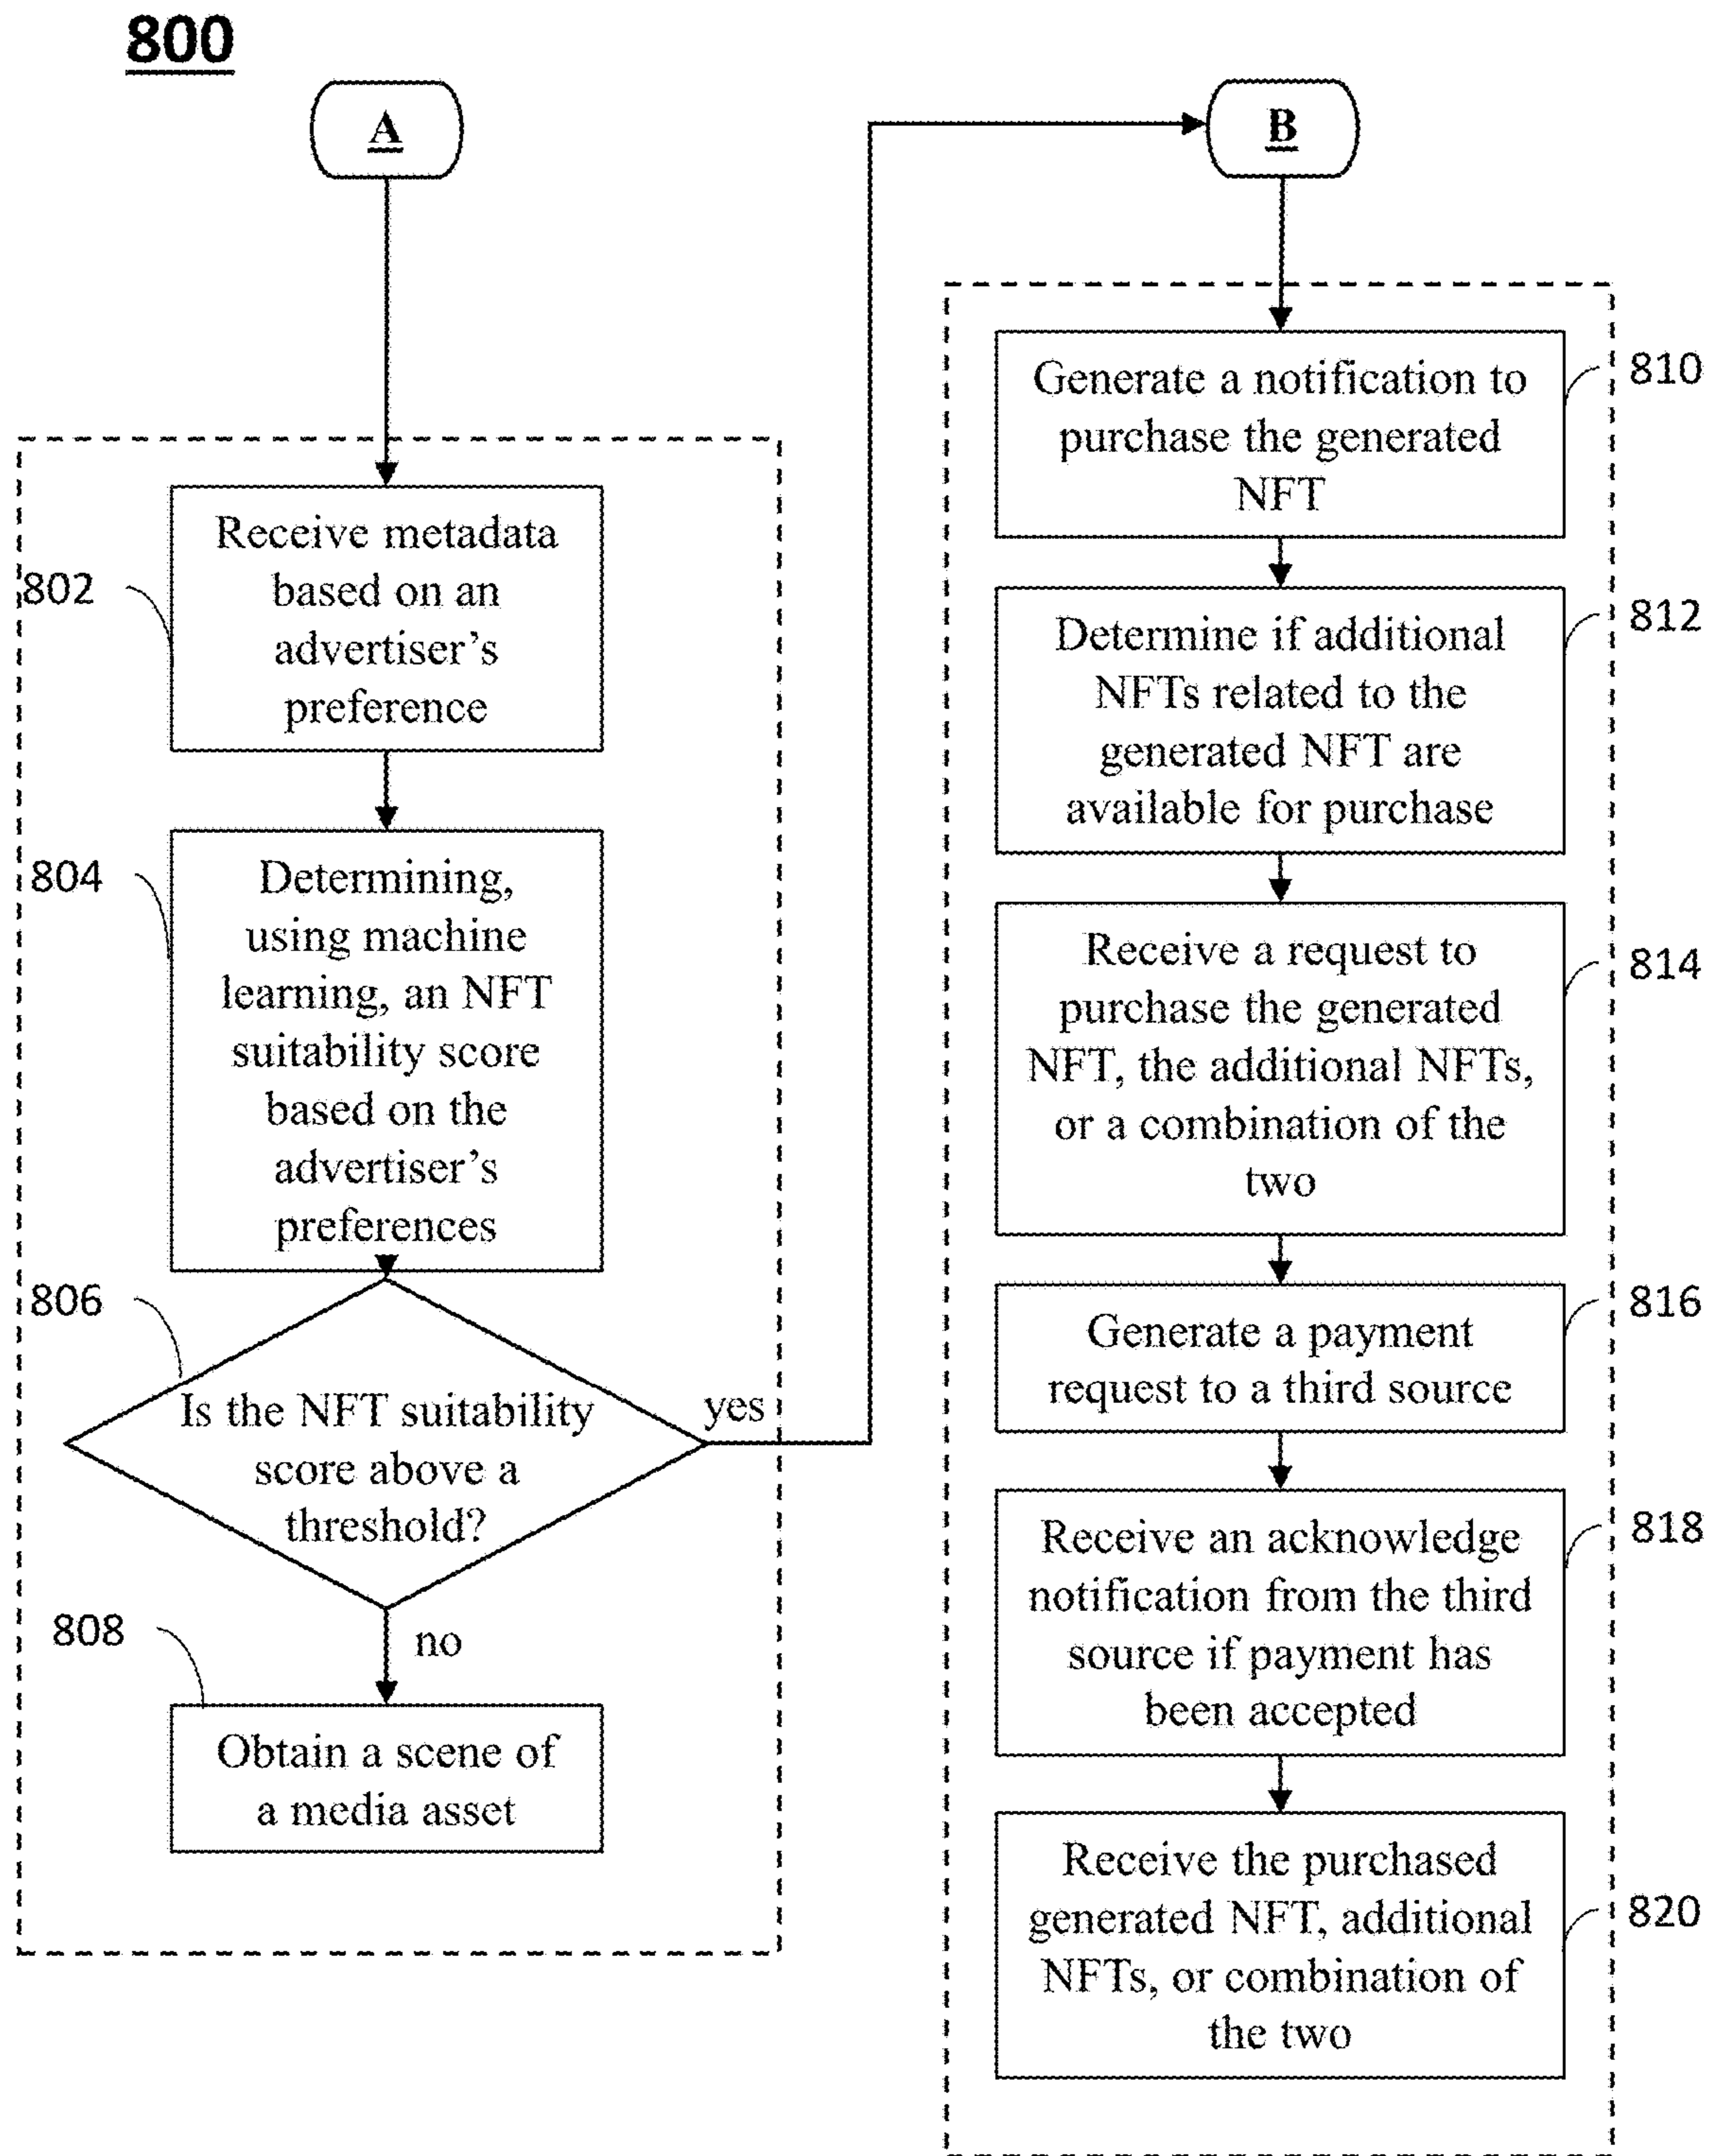 800
A
802
Receive metadata
based on an
advertiser's
preference
804
Determining,
using machine
learning, an NFT
suitability score
based on the
advertiser's
preferences
806
Is the NFT suitability
score above a
threshold?
yes
no
808
Obtain a scene of
a media asset
B
Generate a notification to
purchase the generated
NFT
810
Determine if additional
NFTs related to the
generated NFT are
available for purchase
812
Receive a request to
purchase the generated
NFT, the additional NFTs,
or a combination of the
two
814
Generate a payment
request to a third source
816
Receive an acknowledge
notification from the third
source if payment has
been accepted
818
Receive the purchased
generated NFT, additional
NFTs, or combination of
the two
820